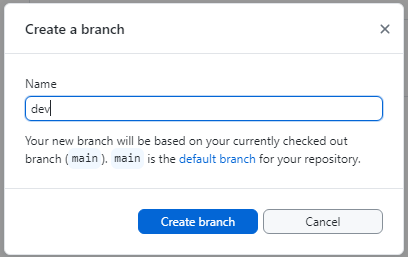 Create a branch
Name
dev
Your new branch will be based on your currently checked out
branch ( main ). main is the default branch for your repository.
Create branch
Cancel